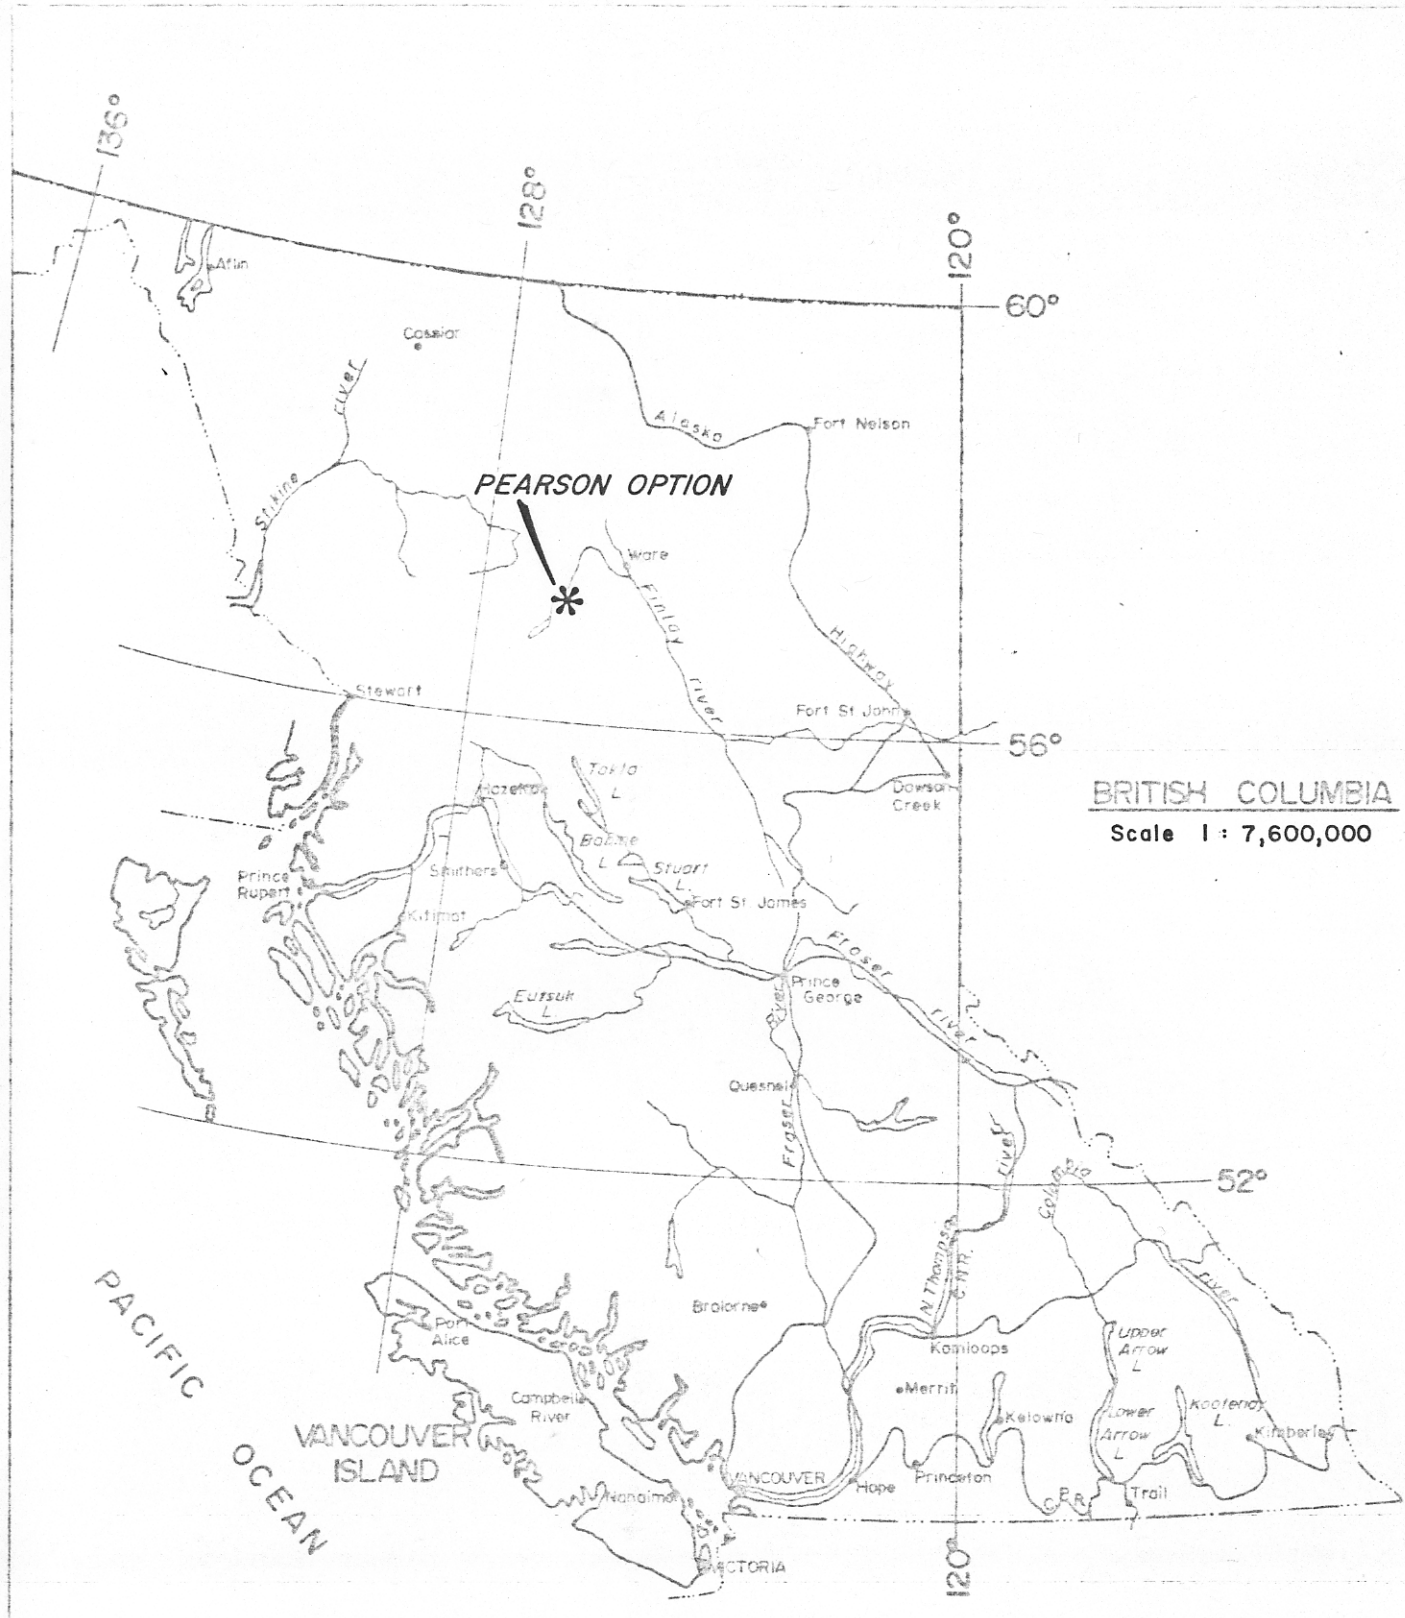 136°
128°
120°
60°
Atlin
Cassiar
river
Stikine
Alaska
Fort Nelson
PEARSON OPTION
Ware
Finlay
river
Highway
Stewart
Fort St John
56°
Dawson
Creek
BRITISH COLUMBIA
Scale 1 : 7,600,000
Takla
L.
Hazelton
Babine
L.
Stuart
L.
Smithers
Prince
Rupert
Fort St James
Kitimat
Fraser
river
Prince
George
River
Eutsuk
L.
Quesnel
Fraser
river
Columbia
river
52°
N Thompson
C.N.R.
PACIFIC
OCEAN
Bralorne
Port
Alice
Kamloops
Upper
Arrow
L
Campbell
River
Merritt
Kelowna
Lower
Arrow
L
Kootenay
L.
Kimberley
VANCOUVER
ISLAND
VANCOUVER
Hope
Princeton
C.P.R.
Trail
Nanaimo
VICTORIA
120°